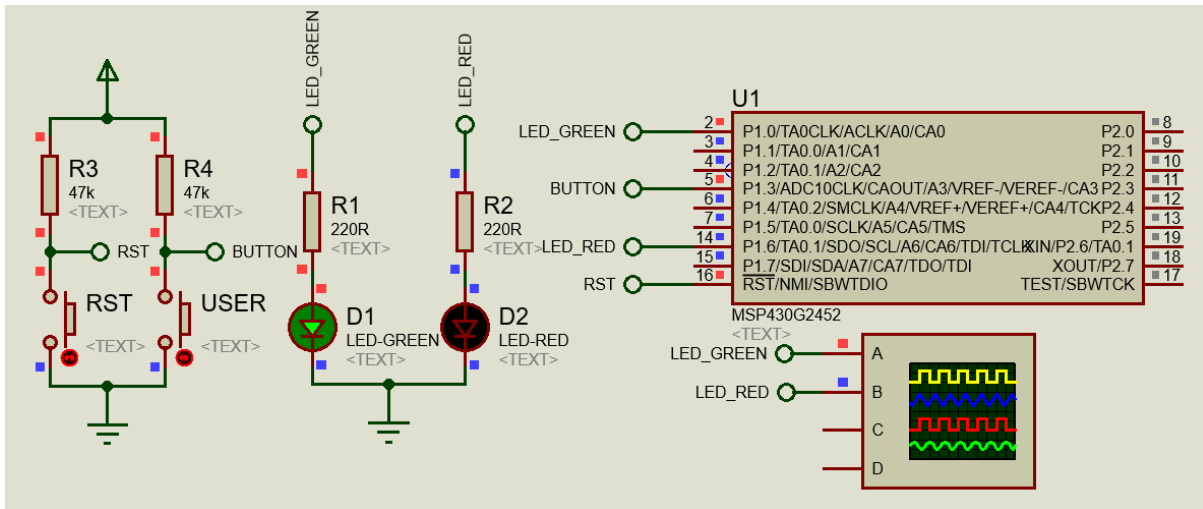 LED_GREEN
LED_RED
R3
47k
<TEXT>
R4
47k
<TEXT>
RST
BUTTON
RST
<TEXT>
USER
<TEXT>
R1
220R
<TEXT>
R2
220R
<TEXT>
D1
LED-GREEN
<TEXT>
D2
LED-RED
<TEXT>
U1
LED_GREEN
2 P1.0/TA0CLK/ACLK/A0/CA0 P2.0 8
3 P1.1/TA0.0/A1/CA1 P2.1 9
4 P1.2/TA0.1/A2/CA2 P2.2 10
BUTTON
5 P1.3/ADC10CLK/CAOUT/A3/VREF-/VEREF-/CA3 P2.3 11
6 P1.4/TA0.2/SMCLK/A4/VREF+/VEREF+/CA4/TCK P2.4 12
7 P1.5/TA0.0/SCLK/A5/CA5/TMS P2.5 13
LED_RED
14 P1.6/TA0.1/SDO/SCL/A6/CA6/TDI/TCLK XIN/P2.6/TA0.1 19
15 P1.7/SDI/SDA/A7/CA7/TDO/TDI XOUT/P2.7 18
RST
16 RST/NMI/SBWTDIO TEST/SBWTCK 17
MSP430G2452
<TEXT>
LED_GREEN
A
LED_RED
B
C
D